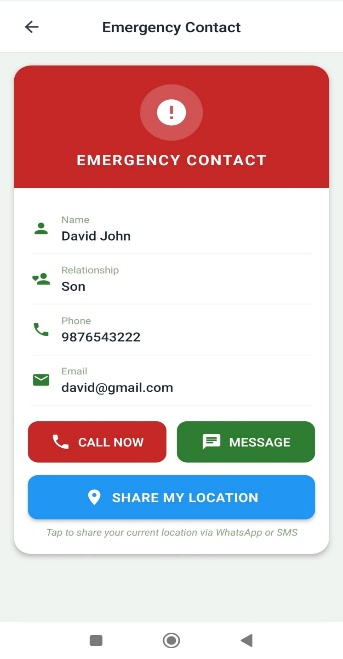 Emergency Contact
EMERGENCY CONTACT
Name
David John
Relationship
Son
Phone
9876543222
Email
david@gmail.com
CALL NOW
MESSAGE
SHARE MY LOCATION
Tap to share your current location via WhatsApp or SMS